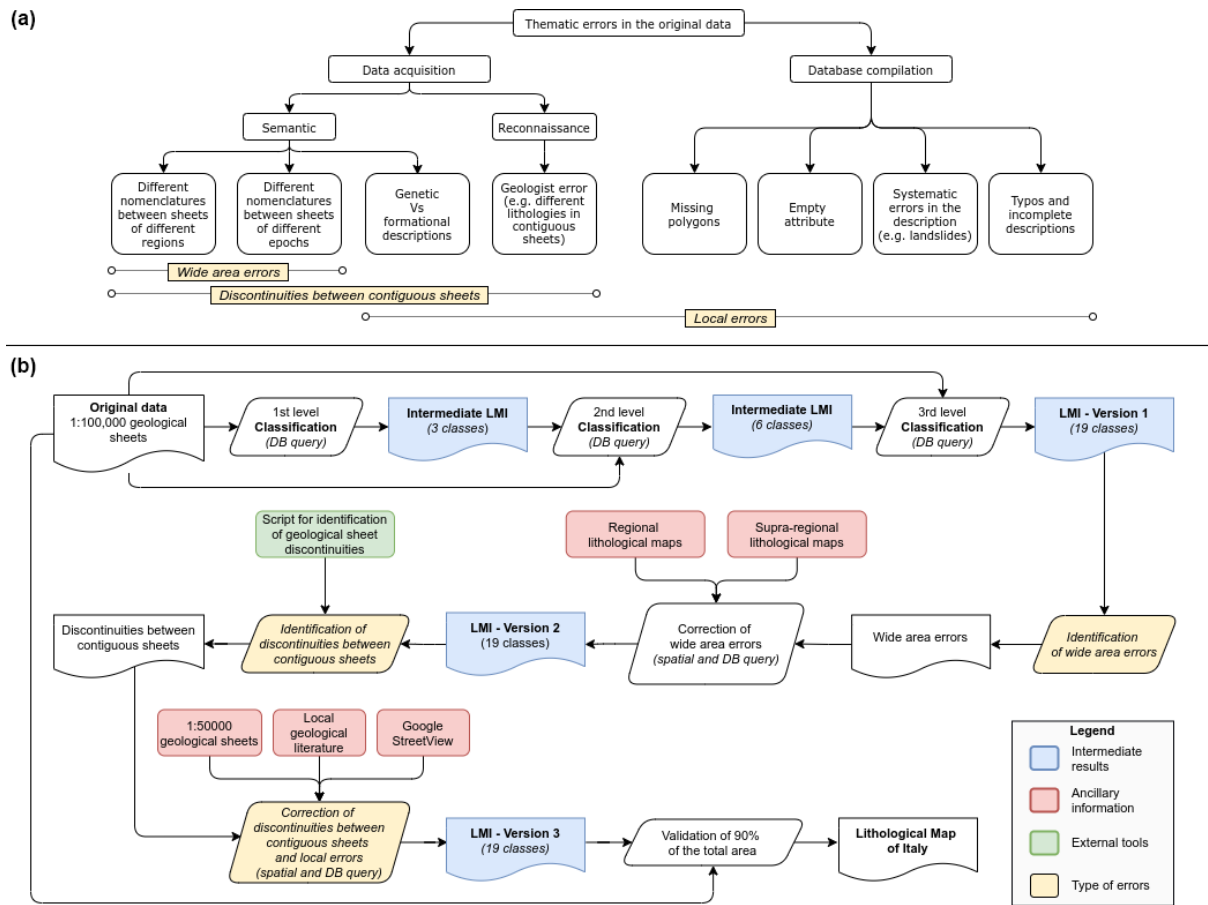 (a)
Thematic errors in the original data
Data acquisition
Database compilation
Semantic
Reconnaissance
Different
nomenclatures
between sheets
of different
regions
Different
nomenclatures
between sheets
of different
epochs
Genetic
Vs
formational
descriptions
Geologist error
(e.g. different
lithologies in
contiguous
sheets)
Missing
polygons
Empty
attribute
Systematic
errors in the
description
(e.g. landslides)
Typos and
incomplete
descriptions
Wide area errors
Discontinuities between contiguous sheets
Local errors
(b)
Original data
1:100,000 geological
sheets
1st level
Classification
(DB query)
Intermediate LMI
(3 classes)
2nd level
Classification
(DB query)
Intermediate LMI
(6 classes)
3rd level
Classification
(DB query)
LMI - Version 1
(19 classes)
Script for identification
of geological sheet
discontinuities
Regional
lithological maps
Supra-regional
lithological maps
Discontinuities between
contiguous sheets
Identification of
discontinuities between
contiguous sheets
LMI - Version 2
(19 classes)
Correction of
wide area errors
(spatial and DB query)
Wide area errors
Identification
of wide area errors
1:50000
geological sheets
Local
geological
literature
Google
StreetView
Correction of
discontinuities between
contiguous sheets
and local errors
(spatial and DB query)
LMI - Version 3
(19 classes)
Validation of 90%
of the total area
Lithological Map
of Italy
Legend
Intermediate
results
Ancillary
information
External tools
Type of errors